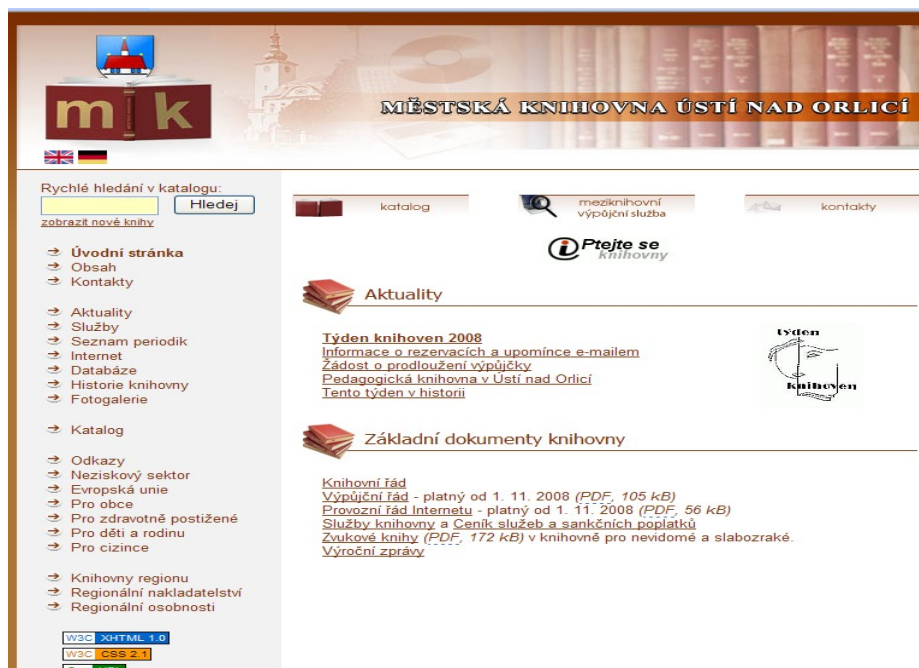 m k
MĚSTSKÁ KNIHOVNA ÚSTÍ NAD ORLICÍ
Rychlé hledání v katalogu:
Hledej
zobrazit nové knihy
Úvodní stránka
Obsah
Kontakty
Aktuality
Služby
Seznam periodik
Internet
Databáze
Historie knihovny
Fotogalerie
Katalog
Odkazy
Neziskový sektor
Evropská unie
Pro obce
Pro zdravotně postižené
Pro děti a rodinu
Pro cizince
Knihovny regionu
Regionální nakladatelství
Regionální osobnosti
W3C XHTML 1.0
W3C CSS 2.1
katalog
meziknihovní
výpůjční služba
kontakty
Ptejte se
knihovny
Aktuality
Týden knihoven 2008
Informace o rezervacích a upomínce e-mailem
Žádost o prodloužení výpůjčky
Pedagogická knihovna v Ústí nad Orlicí
Tento týden v historii
týden
knihoven
Základní dokumenty knihovny
Knihovní řád
Výpůjční řád - platný od 1. 11. 2008 (PDF, 105 kB)
Provozní řád Internetu - platný od 1. 11. 2008 (PDF, 56 kB)
Služby knihovny a Ceník služeb a sankčních poplatků
Zvukové knihy (PDF, 172 kB) v knihovně pro nevidomé a slabozraké.
Výroční zprávy